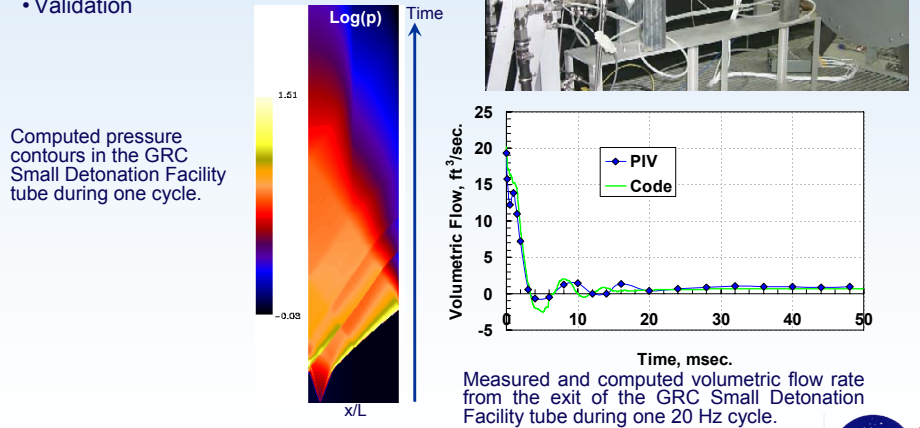 • Validation
Log(p)
Time
1.51
-0.03
x/L
Computed pressure
contours in the GRC
Small Detonation Facility
tube during one cycle.
25
20
15
10
5
0
-5
Volumetric Flow, ft³/sec.
PIV
Code
0 10 20 30 40 50
Time, msec.
Measured and computed volumetric flow rate
from the exit of the GRC Small Detonation
Facility tube during one 20 Hz cycle.